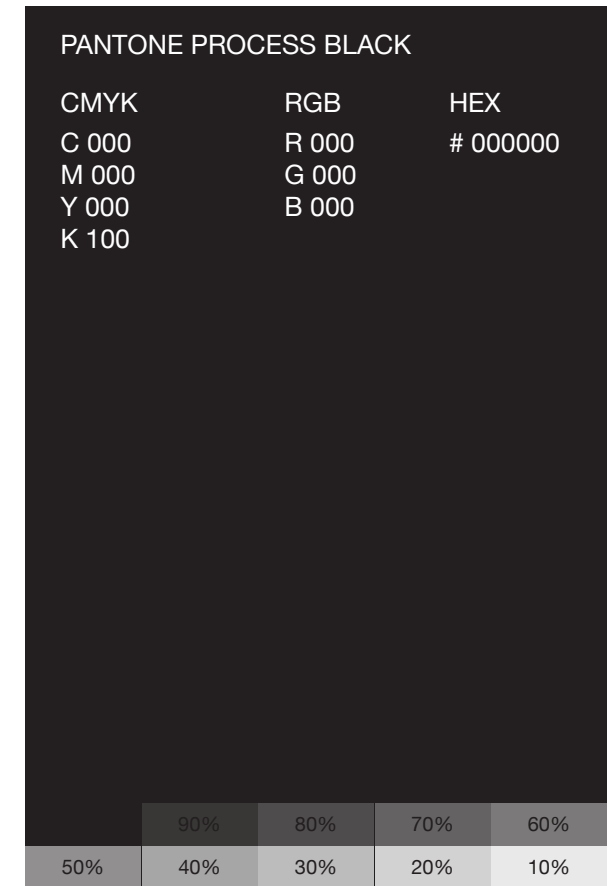 PANTONE PROCESS BLACK
CMYK
C 000
M 000
Y 000
K 100
RGB
R 000
G 000
B 000
HEX
# 000000
90% 80% 70% 60%
50% 40% 30% 20% 10%